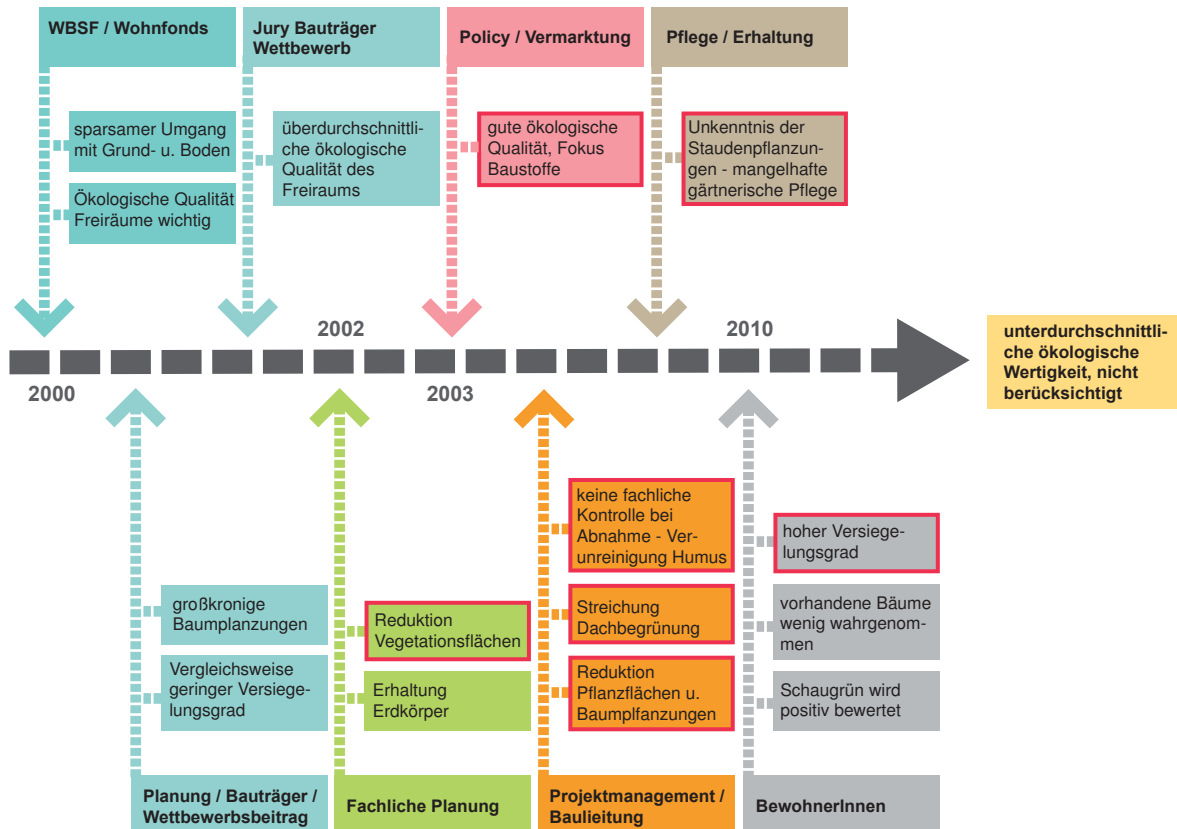 WBSF / Wohnfonds
Jury Bauträger
Wettbewerb
Policy / Vermarktung
Pflege / Erhaltung
sparsamer Umgang
mit Grund- u. Boden
Ökologische Qualität
Freiräume wichtig
überdurchschnittli-
che ökologische
Qualität des
Freiraums
gute ökologische
Qualität, Fokus
Baustoffe
Unkenntnis der
Staudenpflanzun-
gen - mangelhafte
gärtnerische Pflege
2002
2010
2000
2003
unterdurchschnittli-
che ökologische
Wertigkeit, nicht
berücksichtigt
großkronige
Baumplanzungen
Vergleichsweise
geringer Versiege-
lungsgrad
Reduktion
Vegetationsflächen
Erhaltung
Erdkörper
keine fachliche
Kontrolle bei
Abnahme - Ver-
unreinigung Humus
Streichung
Dachbegrünung
Reduktion
Pflanzflächen u.
Baumplfanzungen
hoher Versiege-
lungsgrad
vorhandene Bäume
wenig wahrgenom-
men
Schaugrün wird
positiv bewertet
Planung / Bauträger /
Wettbewerbsbeitrag
Fachliche Planung
Projektmanagement /
Baulieitung
BewohnerInnen